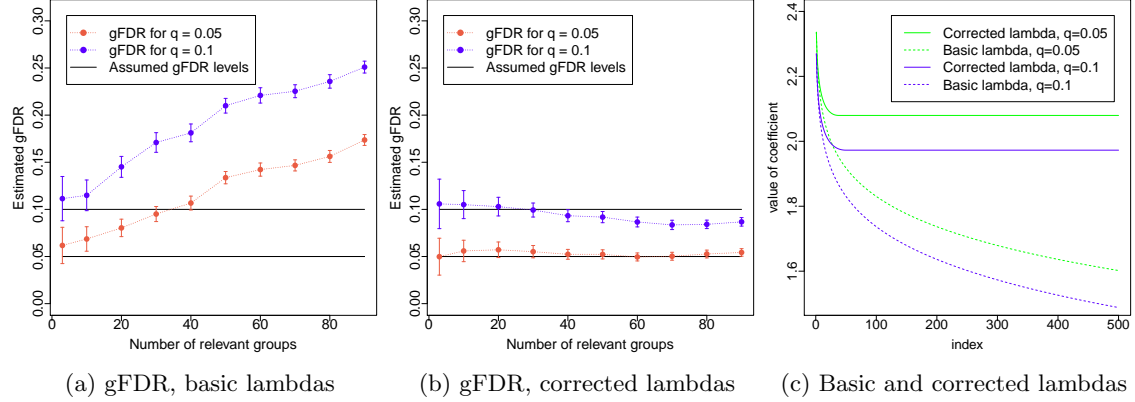 Estimated gFDR
0.00 0.05 0.10 0.15 0.20 0.25 0.30
gFDR for q = 0.05
gFDR for q = 0.1
Assumed gFDR levels
0 20 40 60 80
Number of relevant groups
(a) gFDR, basic lambdas
Estimated gFDR
0.00 0.05 0.10 0.15 0.20 0.25 0.30
gFDR for q = 0.05
gFDR for q = 0.1
Assumed gFDR levels
0 20 40 60 80
Number of relevant groups
(b) gFDR, corrected lambdas
value of coefficient
1.6 1.8 2.0 2.2 2.4
Corrected lambda, q=0.05
Basic lambda, q=0.05
Corrected lambda, q=0.1
Basic lambda, q=0.1
0 100 200 300 400 500
index
(c) Basic and corrected lambdas